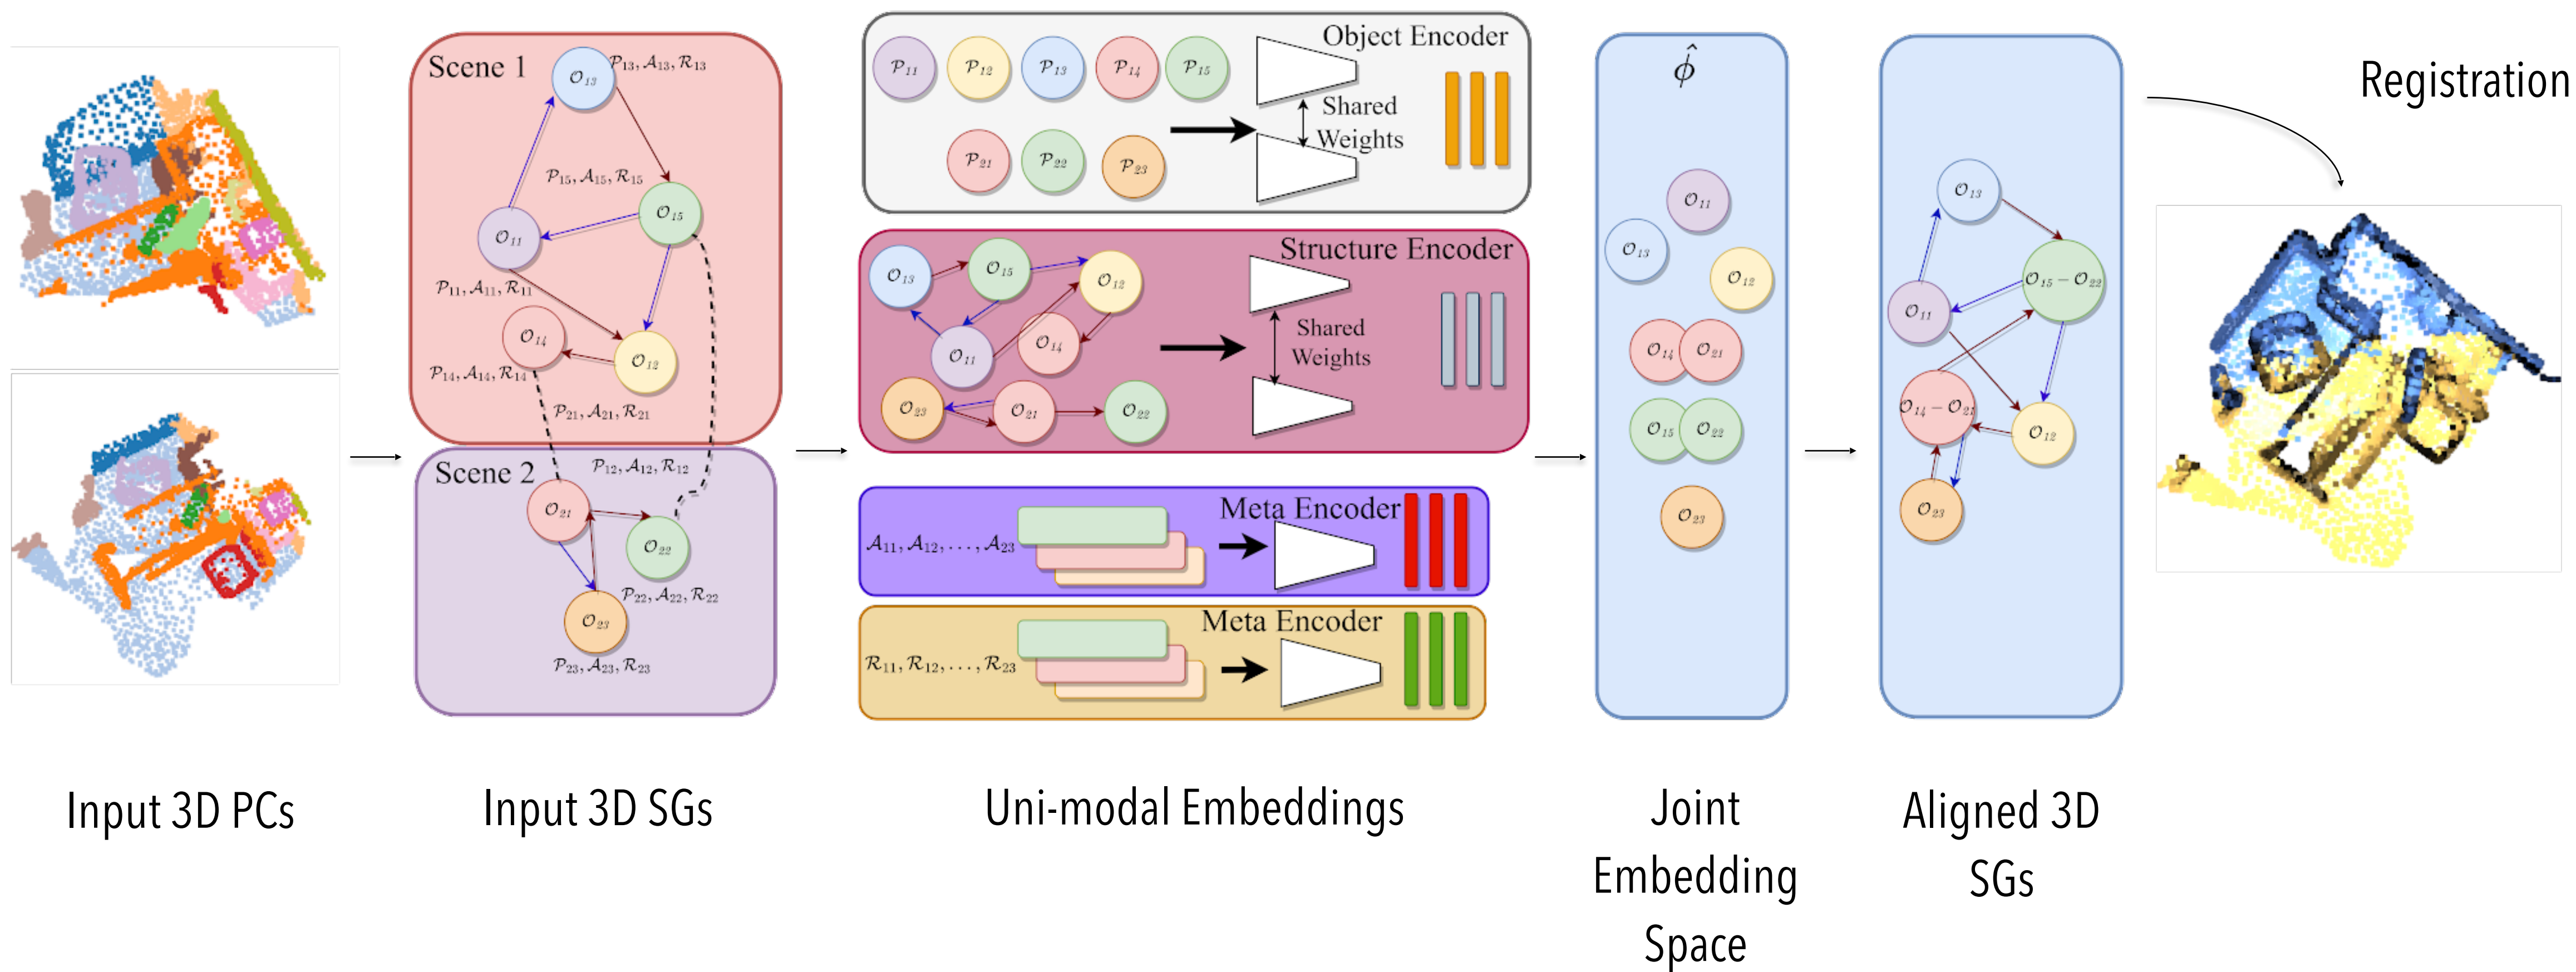 Scene 1
O13
P13, A13, R13
P15, A15, R15
O15
O11
P11, A11, R11
O14
O12
P14, A14, R14
P21, A21, R21
Scene 2
P12, A12, R12
O21
O22
P22, A22, R22
O23
P23, A23, R23
Object Encoder
P11 P12 P13 P14 P15
Shared
Weights
P21 P22 P23
Structure Encoder
O13 O15 O12
O11 O14
Shared
Weights
O23 O21 O22
Meta Encoder
A11, A12, . . . , A23
Meta Encoder
R11, R12, . . . , R23
ϕ̂
O11
O13
O12
O14 O21
O15 O22
O23
O13
O15 − O22
O11
O14 − O21
O12
O23
Registration
Input 3D PCs
Input 3D SGs
Uni-modal Embeddings
Joint
Embedding
Space
Aligned 3D
SGs